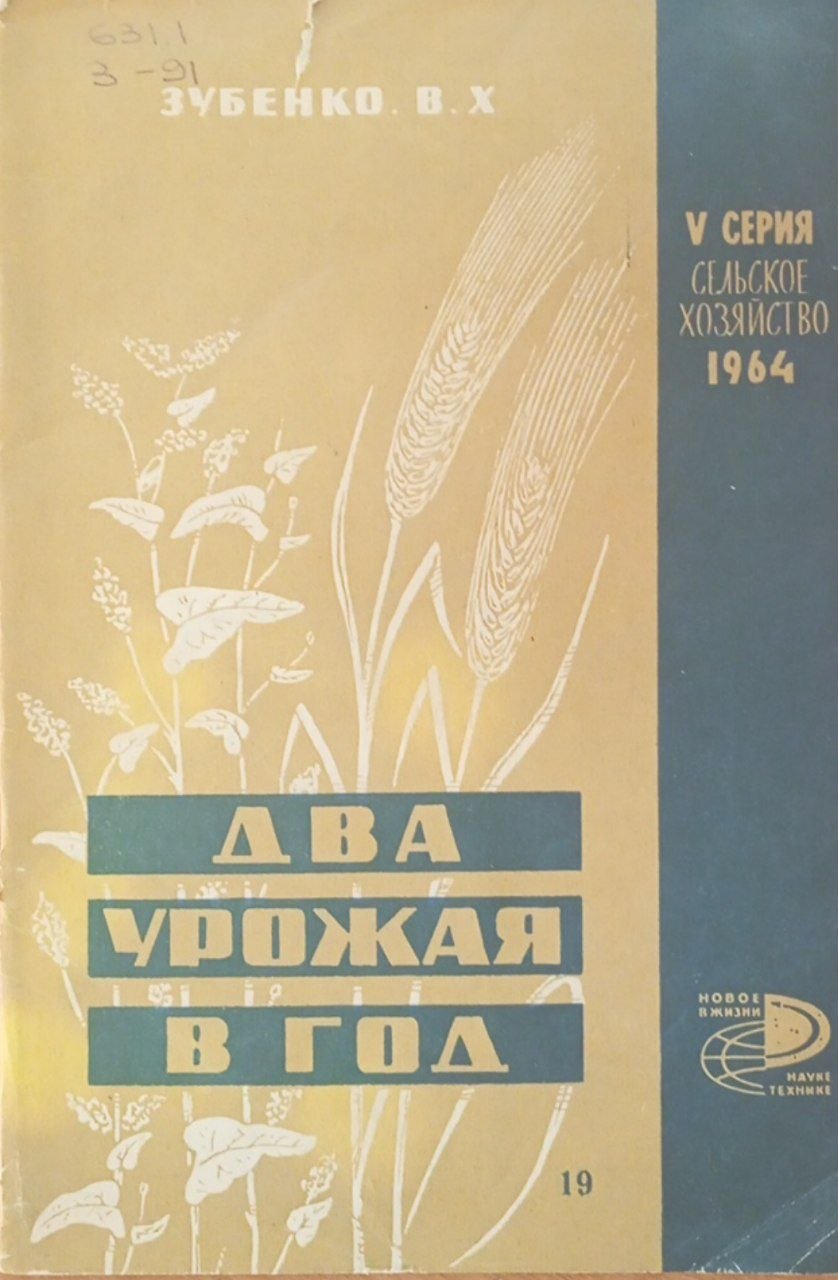 631.1
З-91
ЗУБЕНКО. В. Х
V СЕРИЯ
СЕЛЬСКОЕ
ХОЗЯЙСТВО
1964
ДВА
УРОЖАЯ
В ГОД
НОВОЕ
В ЖИЗНИ
НАУКЕ
ТЕХНИКЕ
19